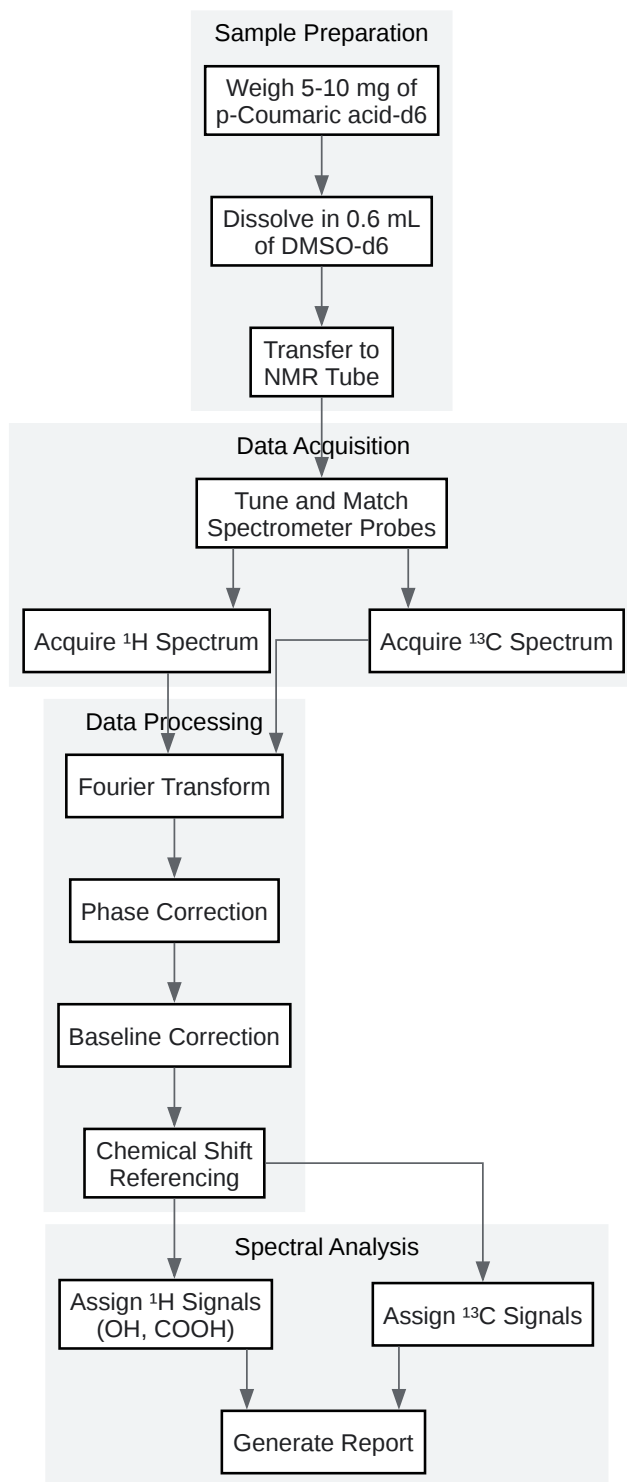 Sample Preparation
Weigh 5-10 mg of
p-Coumaric acid-d6
Dissolve in 0.6 mL
of DMSO-d6
Transfer to
NMR Tube
Data Acquisition
Tune and Match
Spectrometer Probes
Acquire ¹H Spectrum
Acquire ¹³C Spectrum
Data Processing
Fourier Transform
Phase Correction
Baseline Correction
Chemical Shift
Referencing
Spectral Analysis
Assign ¹H Signals
(OH, COOH)
Assign ¹³C Signals
Generate Report